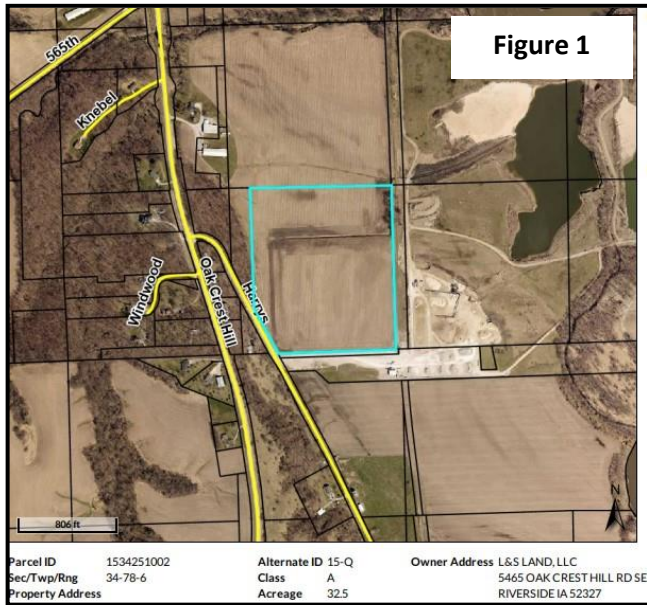 Figure 1
565th
Knebel
Windwood
Oak Crest Hill
Harrys
806 ft
N
Parcel ID 1534251002 Alternate ID 15-Q Owner Address L&S LAND, LLC
Sec/Twp/Rng 34-78-6 Class A 5465 OAK CREST HILL RD SE
Property Address Acreage 32.5 RIVERSIDE IA 52327